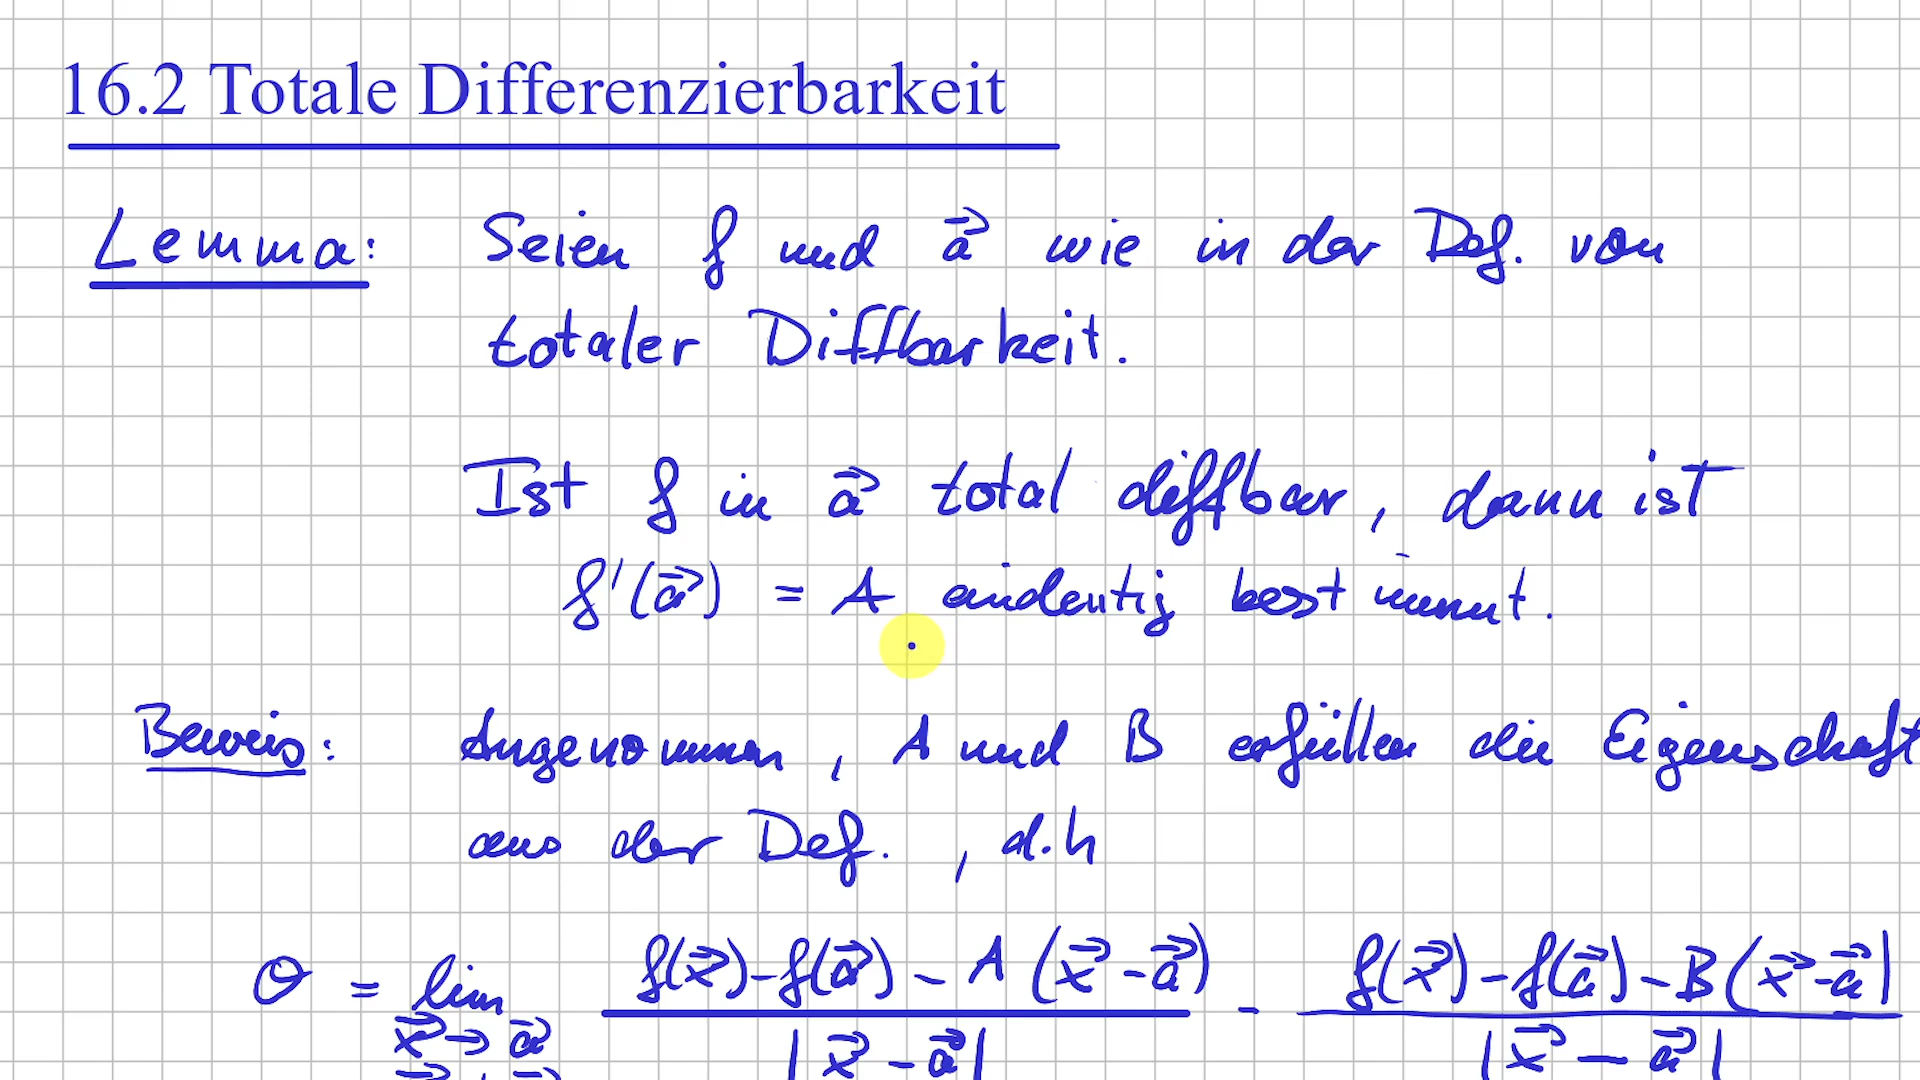 16.2 Totale Differenzierbarkeit
Lemma: Seien f und a⃗ wie in der Def. von
totaler Diffbarkeit.
Ist f in a⃗ total diffbar, dann ist
f'(a⃗) = A eindeutig bestimmt.
Beweis: Angenommen, A und B erfüllen die Eigenschaft
aus der Def., d.h
0 = lim_{x⃗ → a⃗} (f(x⃗) - f(a⃗) - A(x⃗ - a⃗)) / |x⃗ - a⃗| - (f(x⃗) - f(a⃗) - B(x⃗ - a⃗|) / |x⃗ - a⃗|